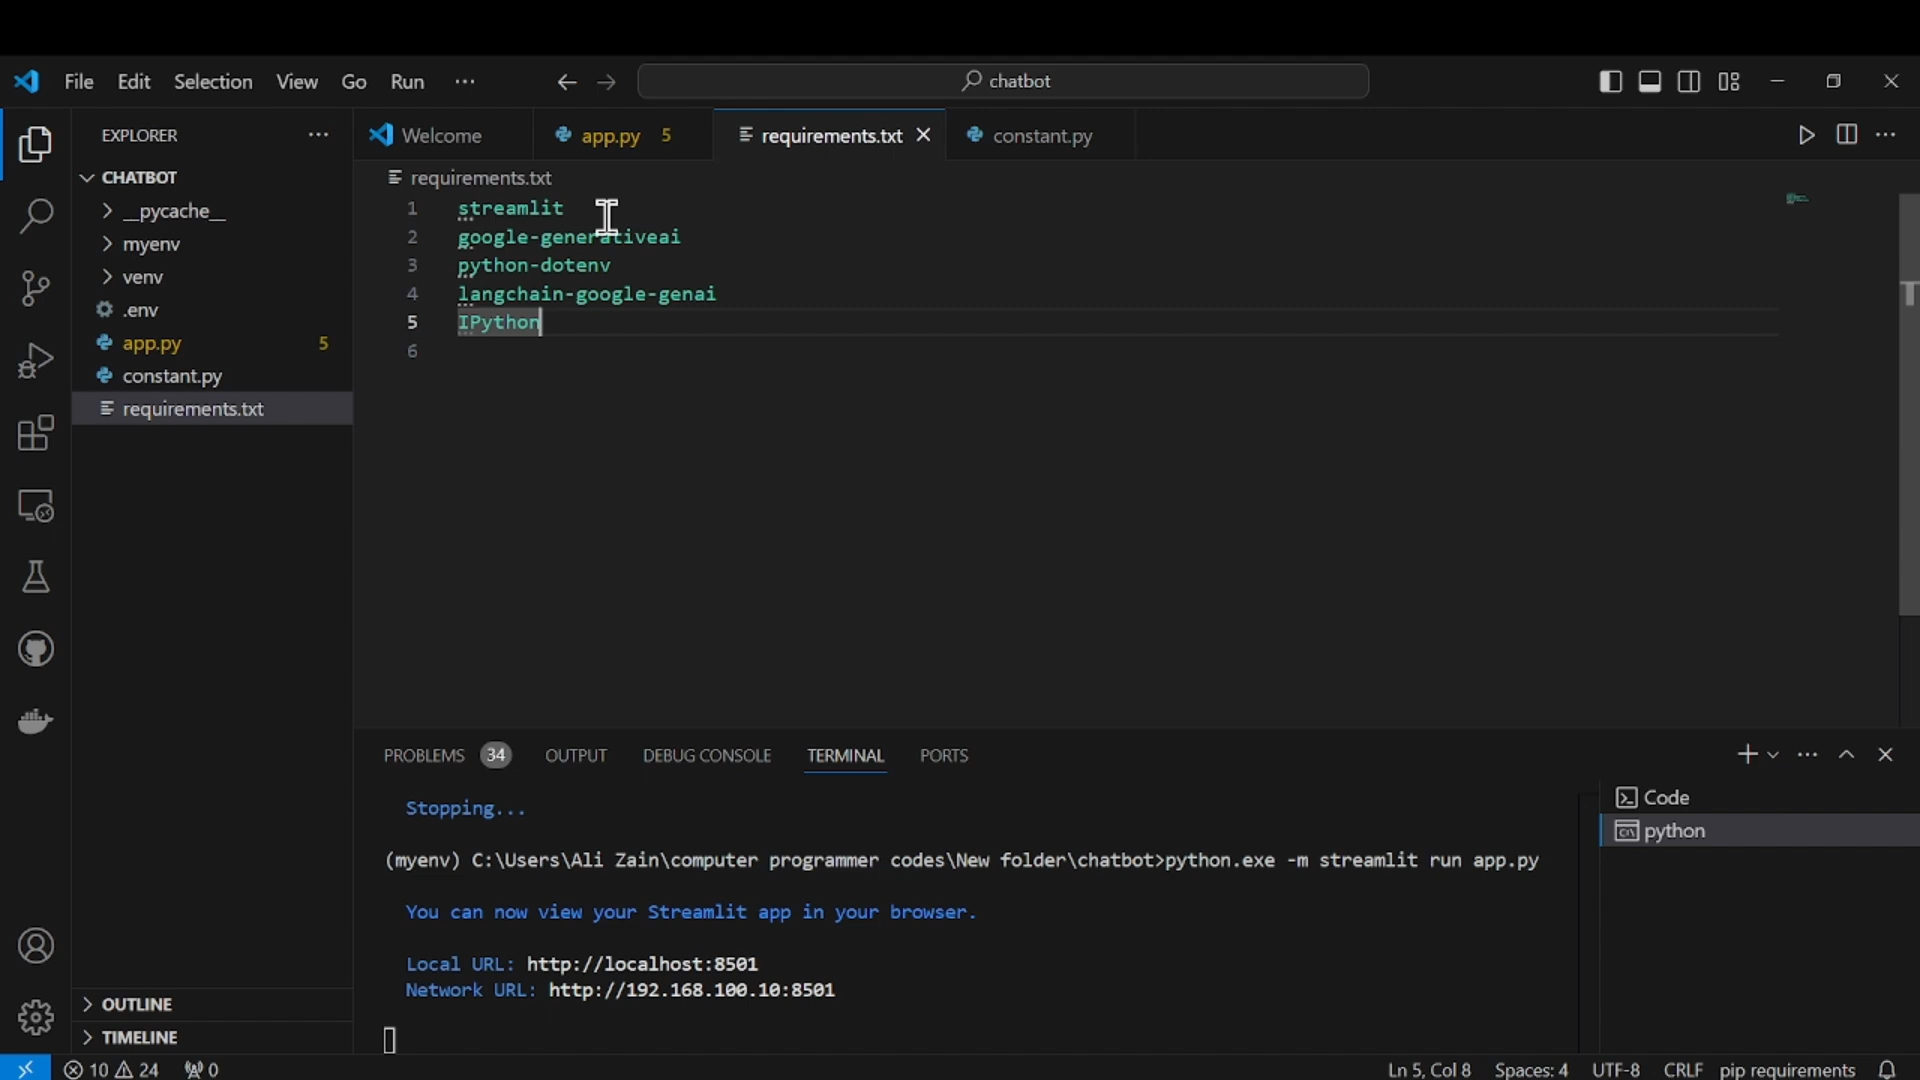 File Edit Selection View Go Run ··· chatbot
EXPLORER ···
Welcome app.py 5 requirements.txt constant.py
CHATBOT
__pycache__
myenv
venv
.env
app.py 5
constant.py
requirements.txt
OUTLINE
TIMELINE
requirements.txt
1 streamlit
2 google-generativeai
3 python-dotenv
4 langchain-google-genai
5 IPython
6
PROBLEMS 34 OUTPUT DEBUG CONSOLE TERMINAL PORTS
Stopping...
(myenv) C:\Users\Ali Zain\computer programmer codes\New folder\chatbot>python.exe -m streamlit run app.py
You can now view your Streamlit app in your browser.
Local URL: http://localhost:8501
Network URL: http://192.168.100.10:8501
Code
python
10 24 0 Ln 5, Col 8 Spaces: 4 UTF-8 CRLF pip requirements